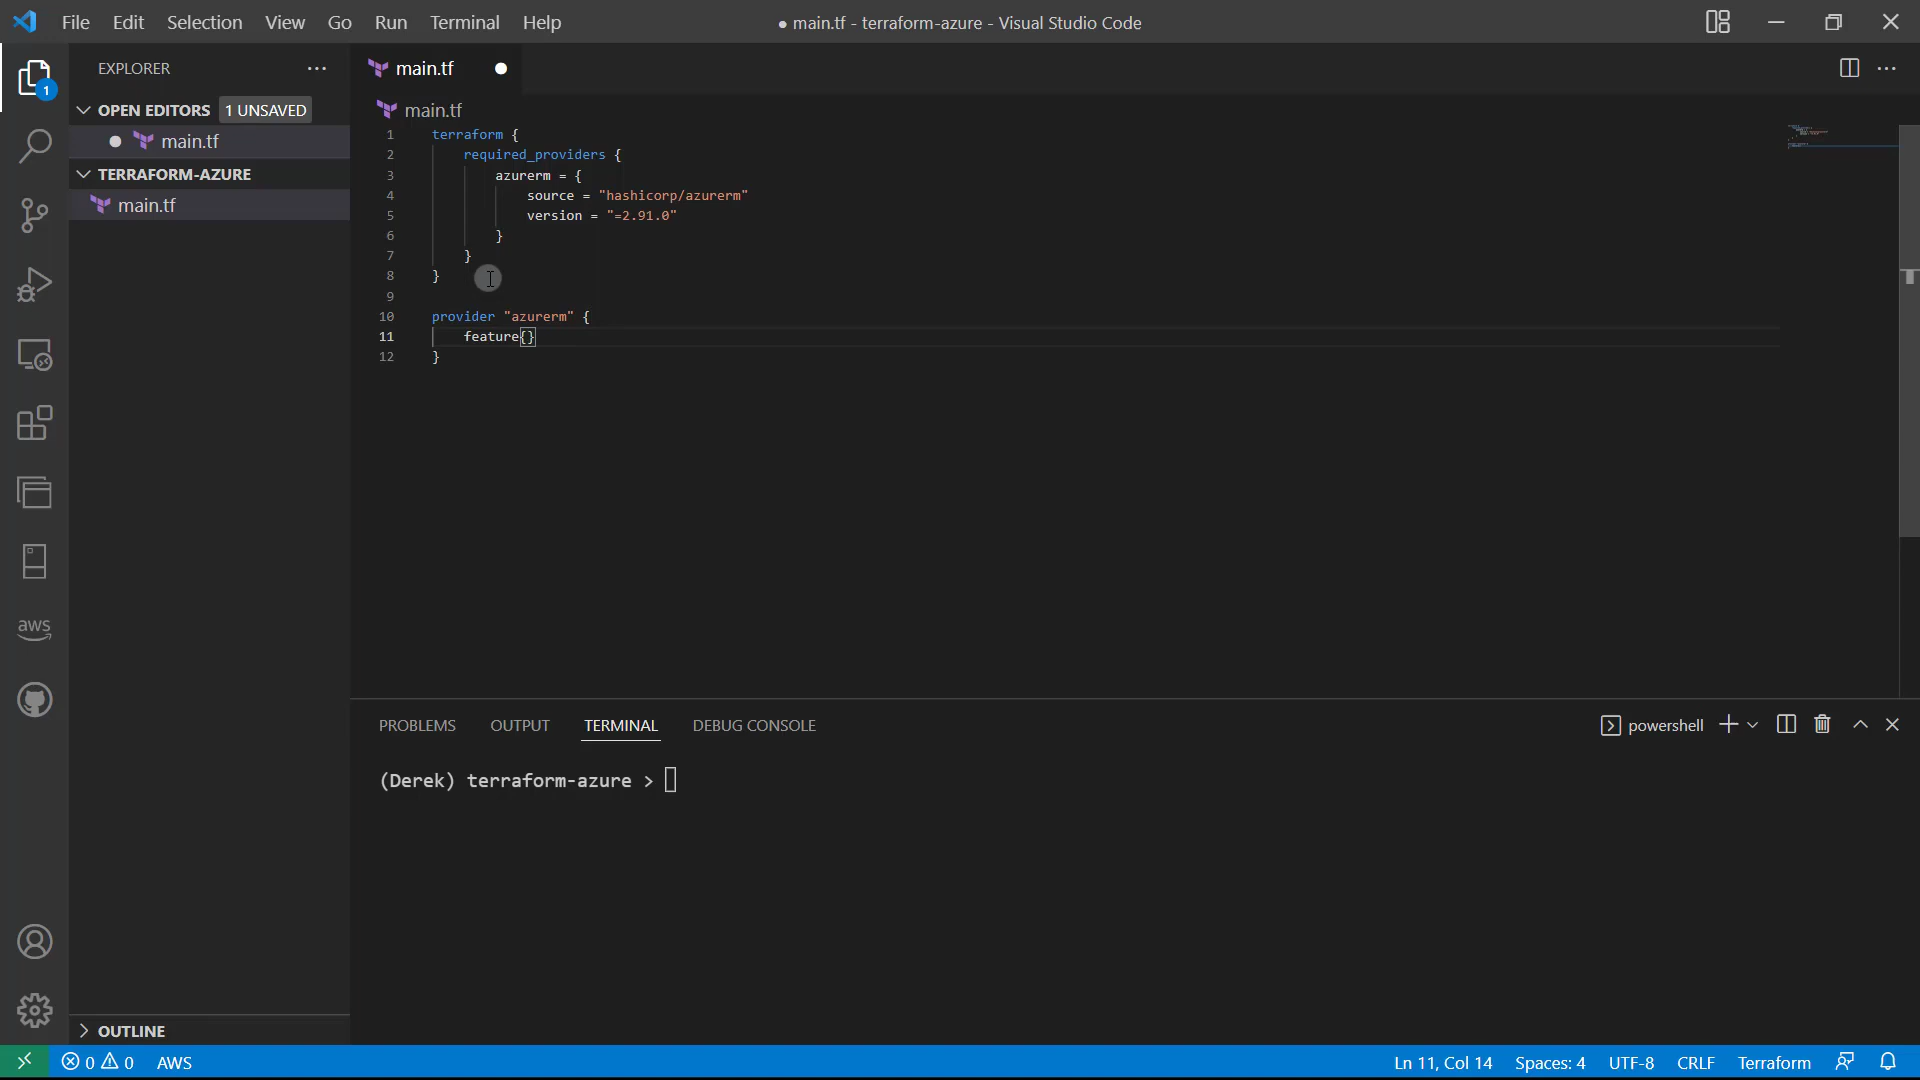 File Edit Selection View Go Run Terminal Help
● main.tf - terraform-azure - Visual Studio Code
EXPLORER
1
OPEN EDITORS 1 UNSAVED
main.tf
TERRAFORM-AZURE
main.tf
main.tf
main.tf
1 terraform {
2 required_providers {
3 azurerm = {
4 source = "hashicorp/azurerm"
5 version = "=2.91.0"
6 }
7 }
8 }
9
10 provider "azurerm" {
11 feature{}
12 }
aws
PROBLEMS OUTPUT TERMINAL DEBUG CONSOLE
powershell
(Derek) terraform-azure >
OUTLINE
0 0 AWS
Ln 11, Col 14 Spaces: 4 UTF-8 CRLF Terraform